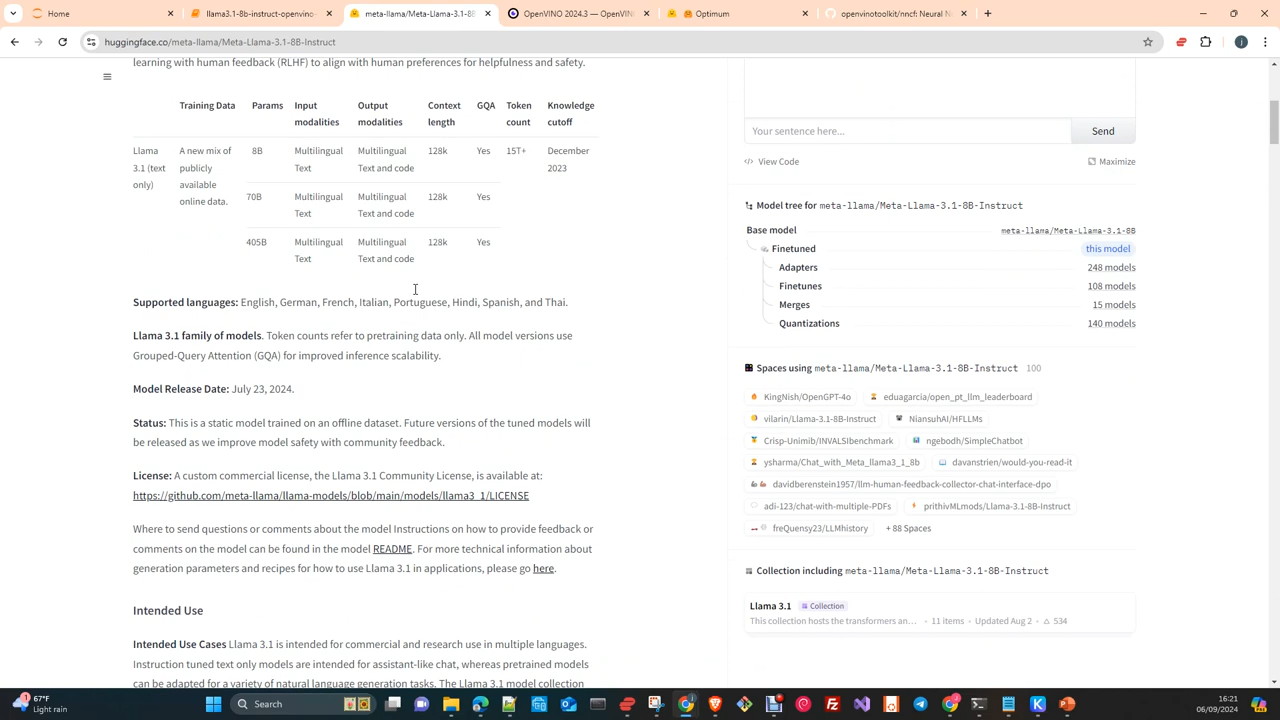 Home
llama3.1-8b-instruct-openvino-
meta-llama/Meta-Llama-3.1-8B-
OpenVINO 2024.3 — OpenVIN
Optimum
openvinotoolkit/nncf: Neural N
huggingface.co/meta-llama/Meta-Llama-3.1-8B-Instruct
learning with human feedback (RLHF) to align with human preferences for helpfulness and safety.
Training Data Params Input modalities Output modalities Context length GQA Token count Knowledge cutoff
Llama 3.1 (text only) A new mix of publicly available online data. 8B Multilingual Text Multilingual Text and code 128k Yes 15T+ December 2023
70B Multilingual Text Multilingual Text and code 128k Yes
405B Multilingual Text Multilingual Text and code 128k Yes
Supported languages: English, German, French, Italian, Portuguese, Hindi, Spanish, and Thai.
Llama 3.1 family of models. Token counts refer to pretraining data only. All model versions use
Grouped-Query Attention (GQA) for improved inference scalability.
Model Release Date: July 23, 2024.
Status: This is a static model trained on an offline dataset. Future versions of the tuned models will
be released as we improve model safety with community feedback.
License: A custom commercial license, the Llama 3.1 Community License, is available at:
https://github.com/meta-llama/llama-models/blob/main/models/llama3_1/LICENSE
Where to send questions or comments about the model Instructions on how to provide feedback or
comments on the model can be found in the model README. For more technical information about
generation parameters and recipes for how to use Llama 3.1 in applications, please go here.
Intended Use
Intended Use Cases Llama 3.1 is intended for commercial and research use in multiple languages.
Instruction tuned text only models are intended for assistant-like chat, whereas pretrained models
can be adapted for a variety of natural language generation tasks. The Llama 3.1 model collection
Your sentence here...
Send
View Code
Maximize
Model tree for meta-llama/Meta-Llama-3.1-8B-Instruct
Base model meta-llama/Meta-Llama-3.1-8B
Finetuned this model
Adapters 248 models
Finetunes 108 models
Merges 15 models
Quantizations 140 models
Spaces using meta-llama/Meta-Llama-3.1-8B-Instruct 100
KingNish/OpenGPT-4o eduagarcia/open_pt_llm_leaderboard
vilarin/Llama-3.1-8B-Instruct NiansuhAI/HFLLMs
Crisp-Unimib/INVALSIbenchmark ngebodh/SimpleChatbot
ysharma/Chat_with_Meta_llama3_1_8b davanstrien/would-you-read-it
davidberenstein1957/llm-human-feedback-collector-chat-interface-dpo
adi-123/chat-with-multiple-PDFs prithivMLmods/Llama-3.1-8B-Instruct
freQuensy23/LLMhistory + 88 Spaces
Collection including meta-llama/Meta-Llama-3.1-8B-Instruct
Llama 3.1 Collection
This collection hosts the transformers an... • 11 items • Updated Aug 2 • 534
67°F
Light rain
Search
16:21
06/09/2024